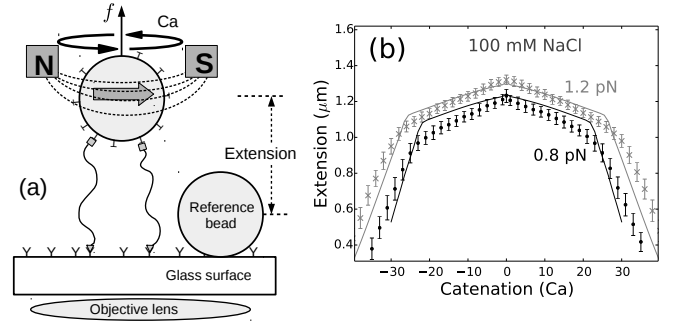 f
Ca
N
S
Extension
(a)
Reference
bead
Glass surface
Objective lens
(b)
100 mM NaCl
1.2 pN
0.8 pN
Extension (μm)
1.6
1.4
1.2
1.0
0.8
0.6
0.4
−30 −20 −10 0 10 20 30
Catenation (Ca)